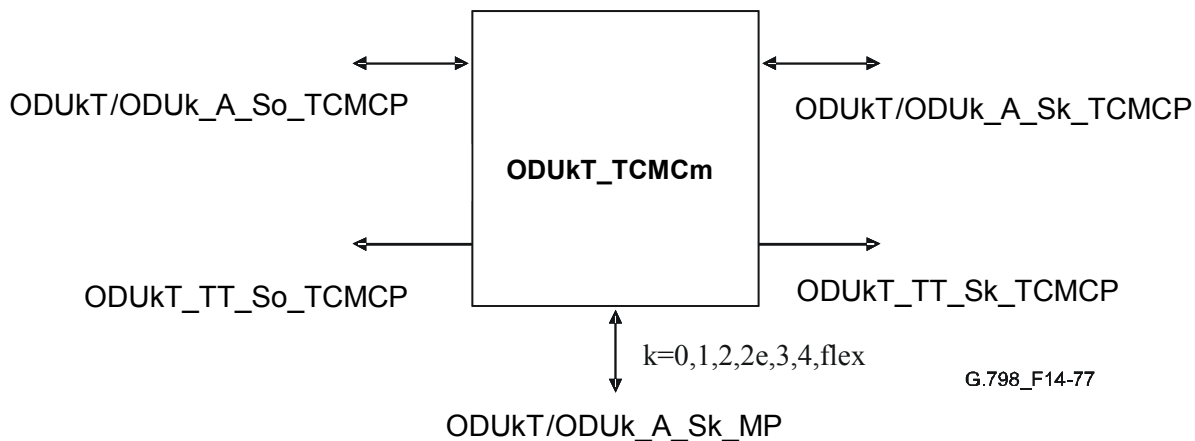 ODUkT/ODUk_A_So_TCMCP
ODUkT/ODUk_A_Sk_TCMCP
ODUkT_TCMCm
ODUkT_TT_So_TCMCP
ODUkT_TT_Sk_TCMCP
k=0,1,2,2e,3,4,flex
G.798_F14-77
ODUkT/ODUk_A_Sk_MP